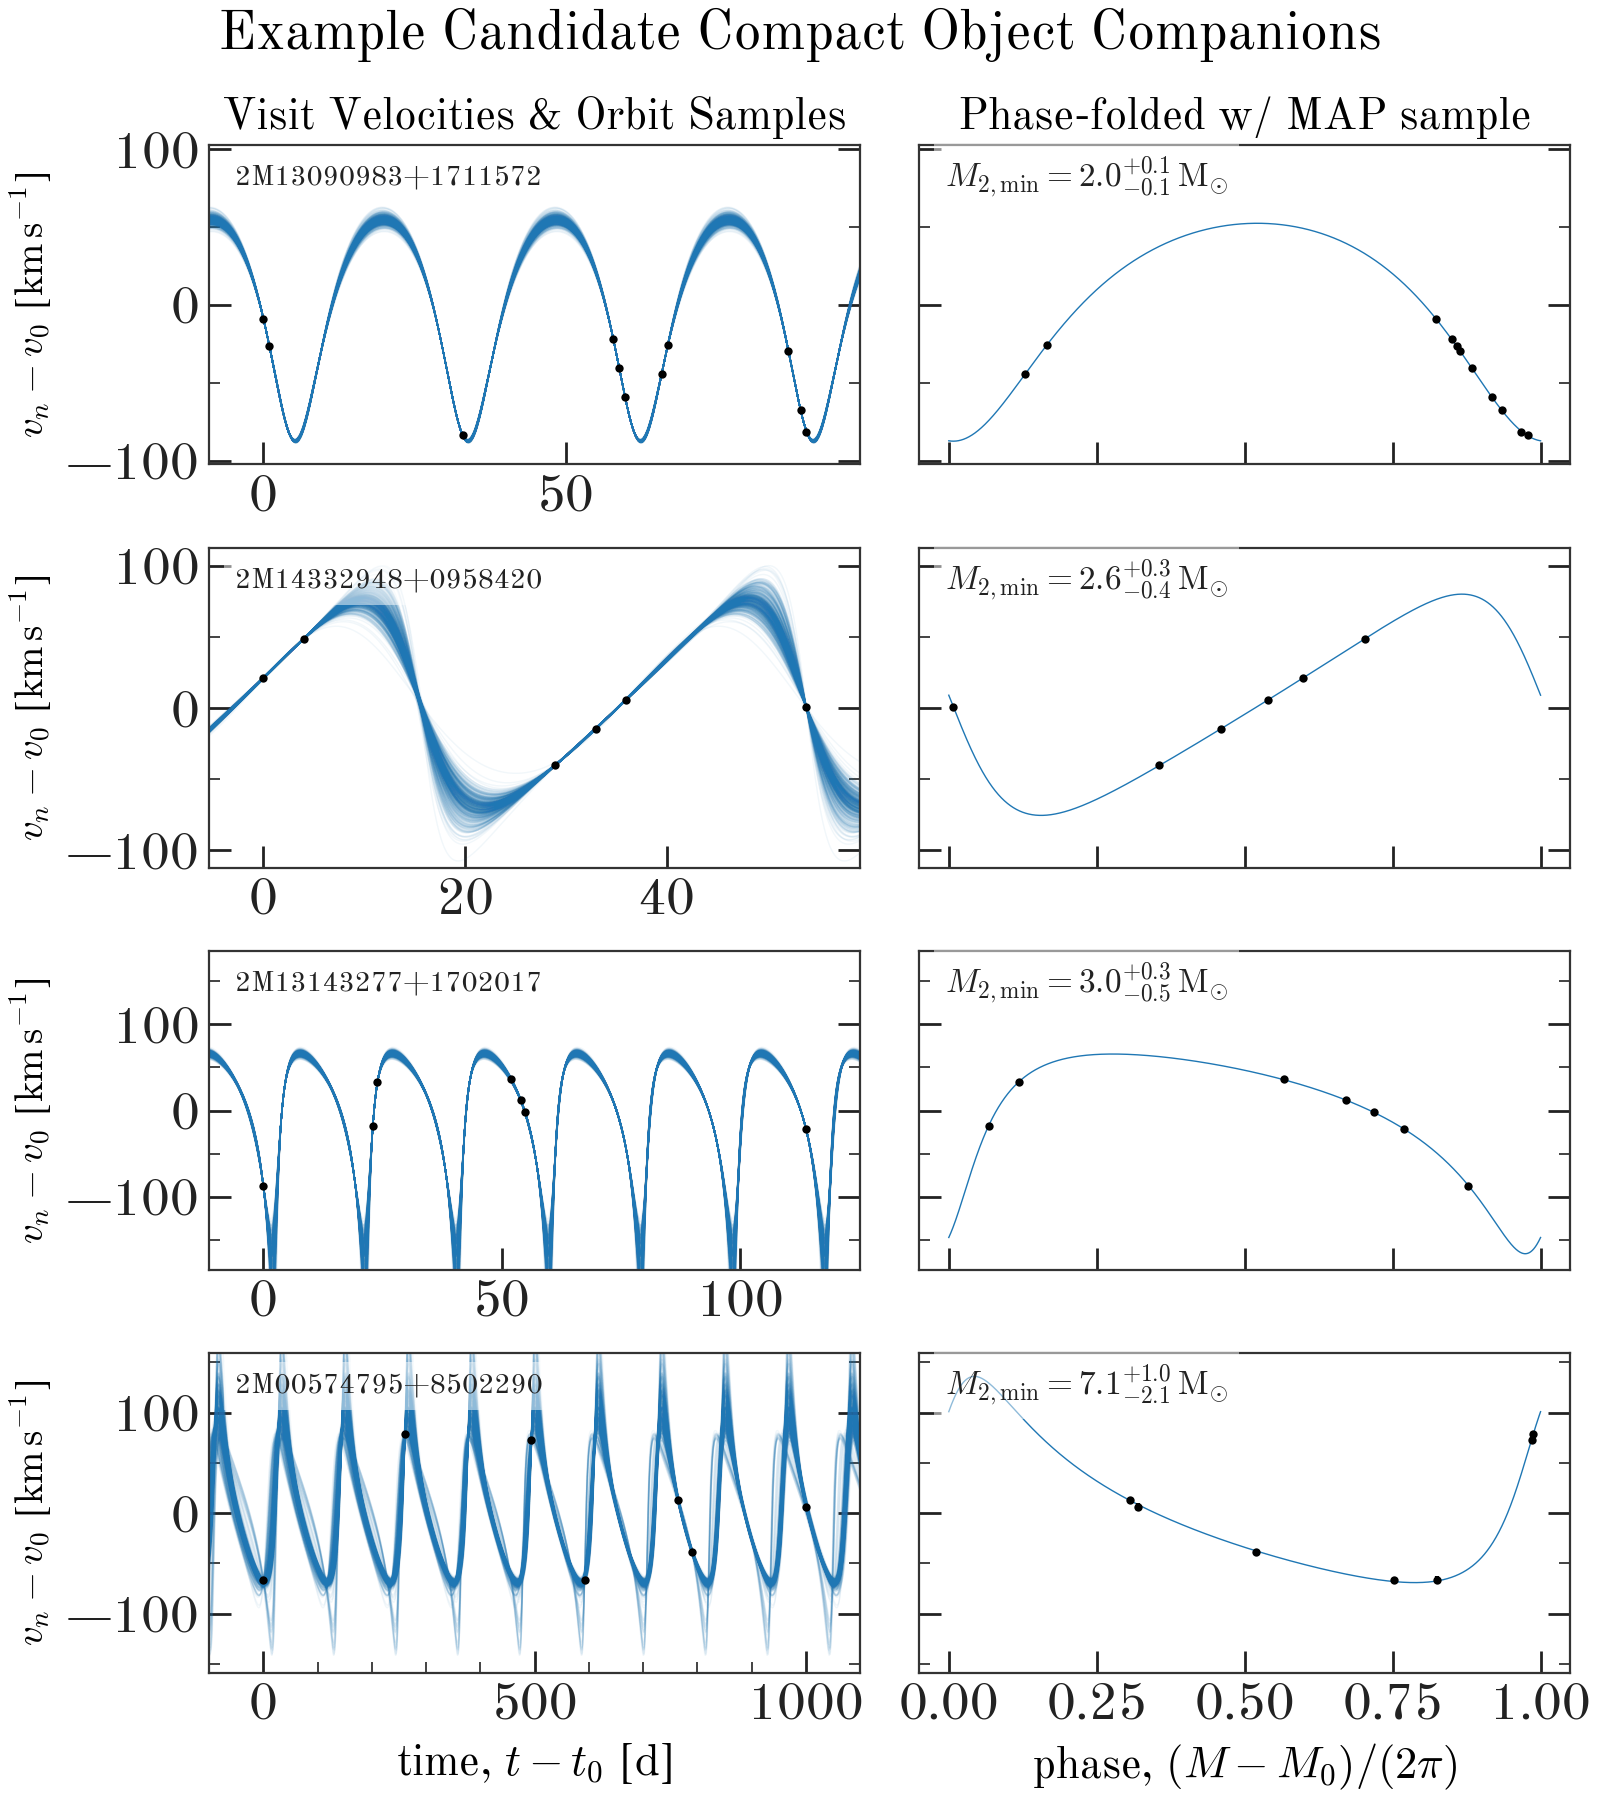 Example Candidate Compact Object Companions
Visit Velocities & Orbit Samples
Phase-folded w/ MAP sample
2M13090983+1711572
M₂,min = 2.0 +0.1 −0.1 M⊙
100
0
−100
vₙ − v₀ [km s⁻¹]
0 50
2M14332948+0958420
M₂,min = 2.6 +0.3 −0.4 M⊙
100
0
−100
vₙ − v₀ [km s⁻¹]
0 20 40
2M13143277+1702017
M₂,min = 3.0 +0.3 −0.5 M⊙
100
0
−100
vₙ − v₀ [km s⁻¹]
0 50 100
2M00574795+8502290
M₂,min = 7.1 +1.0 −2.1 M⊙
100
0
−100
vₙ − v₀ [km s⁻¹]
0 500 1000
0.00 0.25 0.50 0.75 1.00
time, t − t₀ [d]
phase, (M − M₀)/(2π)